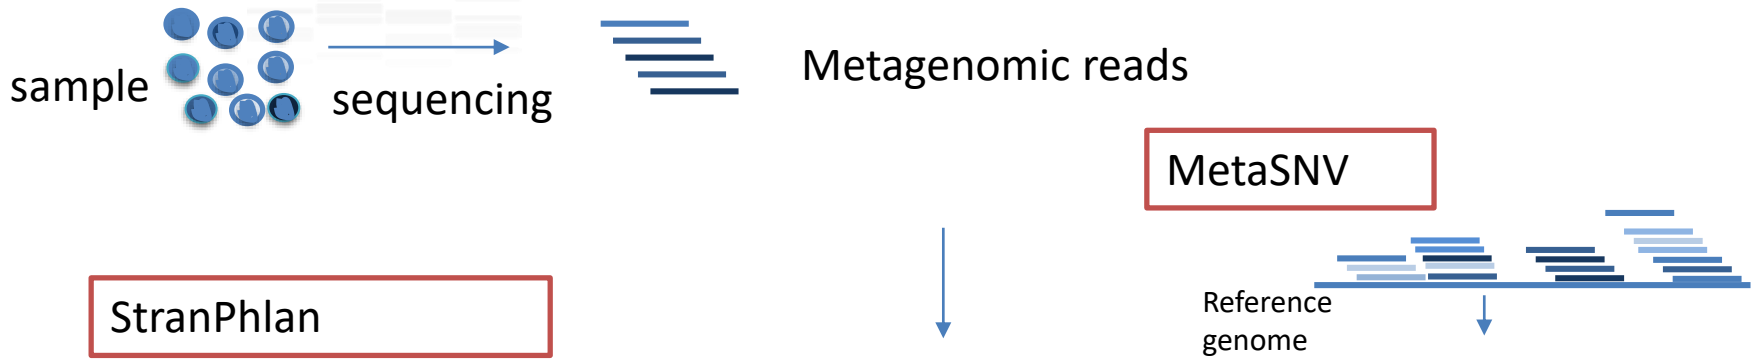 sample
sequencing
Metagenomic reads
MetaSNV
StranPhlan
Reference
genome